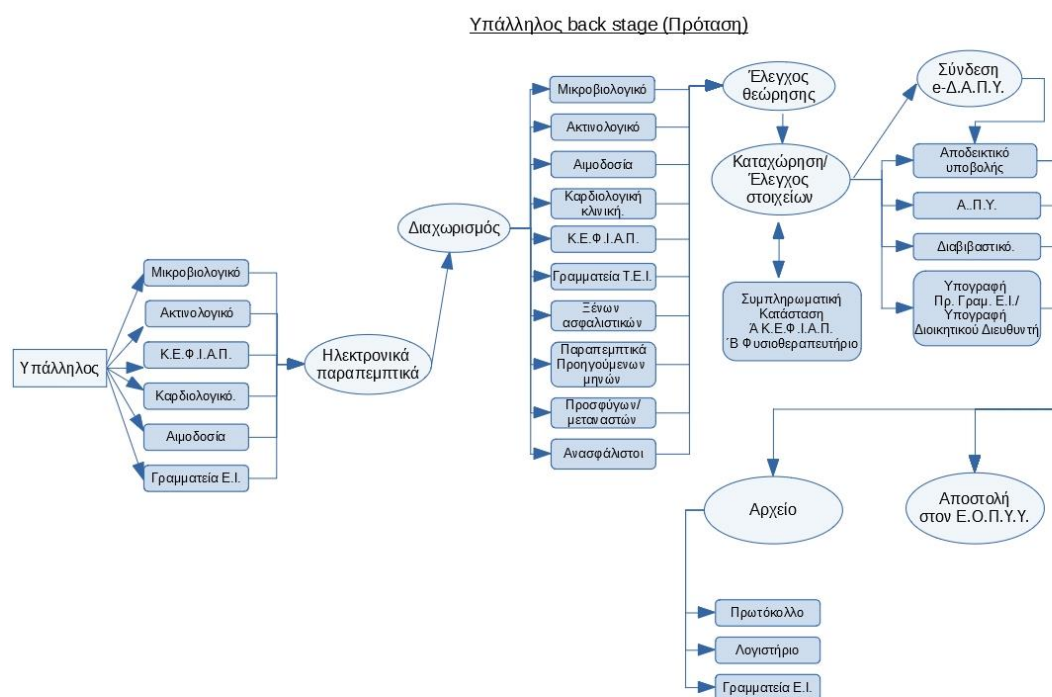 Υπάλληλος back stage (Πρόταση)
Υπάλληλος
Μικροβιολογικό
Ακτινολογικό
Κ.Ε.Φ.Ι.Α.Π.
Καρδιολογικό.
Αιμοδοσία
Γραμματεία Ε.Ι.
Ηλεκτρονικά
παραπεμπτικά
Διαχωρισμός
Μικροβιολογικό
Ακτινολογικό
Αιμοδοσία
Καρδιολογική
κλινική.
Κ.Ε.Φ.Ι.Α.Π.
Γραμματεία Τ.Ε.Ι.
Ξένων
ασφαλιστικών
Παραπεμπτικά
Προηγούμενων
μηνών
Προσφύγων/
μεταναστών
Ανασφάλιστοι
Έλεγχος
θεώρησης
Καταχώρηση/
Έλεγχος
στοιχείων
Συμπληρωματική
Κατάσταση
Ά Κ.Ε.Φ.Ι.Α.Π.
΄Β Φυσιοθεραπευτήριο
Σύνδεση
e-Δ.Α.Π.Υ.
Αποδεικτικό
υποβολής
Α..Π.Υ.
Διαβιβαστικό.
Υπογραφή
Πρ. Γραμ. Ε.Ι./
Υπογραφή
Διοικητικού Διευθυντή
Αρχείο
Αποστολή
στον Ε.Ο.Π.Υ.Υ.
Πρωτόκολλο
Λογιστήριο
Γραμματεία Ε.Ι.